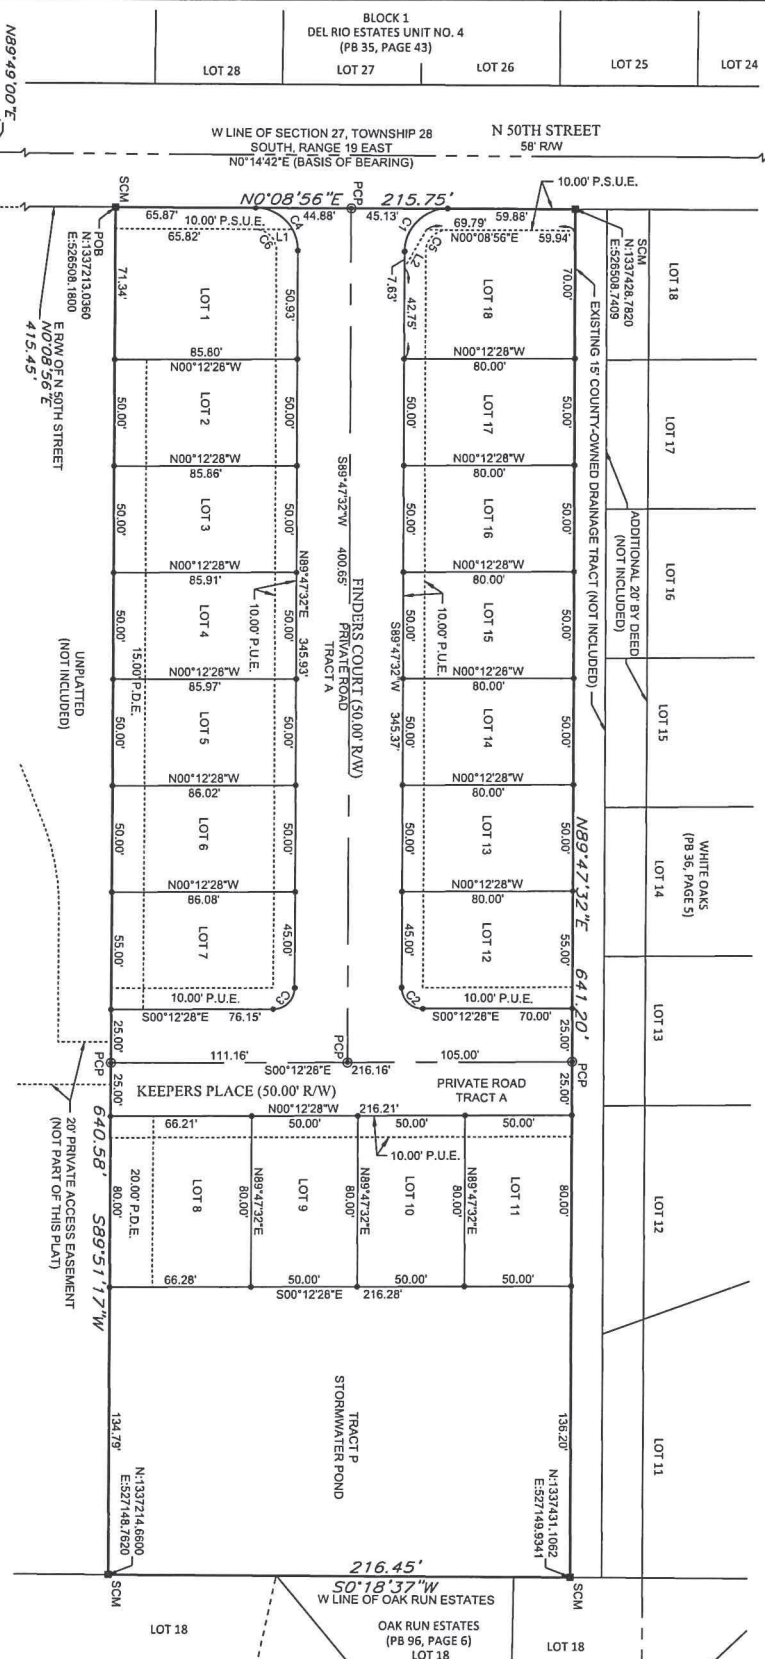 BLOCK 1
DEL RIO ESTATES UNIT NO. 4
(PB 35, PAGE 43)
LOT 28
LOT 27
LOT 26
LOT 25
LOT 24
N89°49'00"E
W LINE OF SECTION 27, TOWNSHIP 28
SOUTH, RANGE 19 EAST
N0°14'42"E (BASIS OF BEARING)
N 50TH STREET
58' R/W
SCM
N0°08'56"E
PCP
215.75'
10.00' P.S.U.E.
65.87'
10.00' P.S.U.E.
65.82'
C4
C6
L1
44.88'
45.13'
C1
C5
L2
69.79'
59.88'
N00°08'56"E
59.94'
7.63'
SCM
N:1337428.7820
E:526508.7409
POB
N:1337213.0360
E:526508.1800
E R/W OF N 50TH STREET
N0°08'56"E
415.45'
71.34'
LOT 1
50.93'
42.75'
LOT 18
70.00'
LOT 18
85.80'
N00°12'28"W
N00°12'28"W
80.00'
50.00'
LOT 2
50.00'
50.00'
LOT 17
50.00'
LOT 17
N00°12'28"W
85.86'
N00°12'28"W
80.00'
EXISTING 15' COUNTY-OWNED DRAINAGE TRACT (NOT INCLUDED)
ADDITIONAL 20' BY DEED
(NOT INCLUDED)
50.00'
LOT 3
50.00'
S89°47'32"W 400.65'
50.00'
LOT 16
50.00'
LOT 16
N00°12'28"W
85.91'
N00°12'28"W
80.00'
N89°47'32"E 345.93'
10.00' P.U.E.
FINDERS COURT (50.00' R/W)
PRIVATE ROAD
TRACT A
10.00' P.U.E.
S89°47'32"W 345.37'
50.00'
LOT 4
50.00'
LOT 15
50.00'
LOT 15
UNPLATTED
(NOT INCLUDED)
15.00' P.D.E.
N00°12'28"W
85.97'
N00°12'28"W
80.00'
50.00'
LOT 5
50.00'
50.00'
LOT 14
50.00'
N00°12'28"W
86.02'
N00°12'28"W
80.00'
50.00'
LOT 6
50.00'
50.00'
LOT 13
N89°47'32"E 641.20'
LOT 14
WHITE OAKS
(PB 36, PAGE 5)
N00°12'28"W
86.08'
N00°12'28"W
80.00'
55.00'
LOT 7
45.00'
45.00'
LOT 12
55.00'
LOT 13
10.00' P.U.E.
S00°12'28"E 76.15'
C3
C2
10.00' P.U.E.
S00°12'28"E 70.00'
25.00'
PCP
25.00'
111.16'
PCP
S00°12'28"E
216.16'
105.00'
25.00'
PCP
25.00'
KEEPERS PLACE (50.00' R/W)
PRIVATE ROAD
TRACT A
N00°12'28"W
216.21'
66.21'
50.00'
50.00'
50.00'
10.00' P.U.E.
20' PRIVATE ACCESS EASEMENT
(NOT PART OF THIS PLAT)
640.58' S89°51'17"W
80.00'
20.00' P.D.E.
LOT 8
N89°47'32"E
80.00'
LOT 9
N89°47'32"E
80.00'
LOT 10
N89°47'32"E
80.00'
LOT 11
80.00'
LOT 12
66.28'
50.00'
50.00'
50.00'
S00°12'28"E
216.28'
134.79'
TRACT P
STORMWATER POND
136.20'
LOT 11
N:1337214.6600
E:527148.7620
N:1337431.1062
E:527149.9341
SCM
216.45'
S0°18'37"W
W LINE OF OAK RUN ESTATES
SCM
LOT 18
OAK RUN ESTATES
(PB 96, PAGE 6)
LOT 18
LOT 18